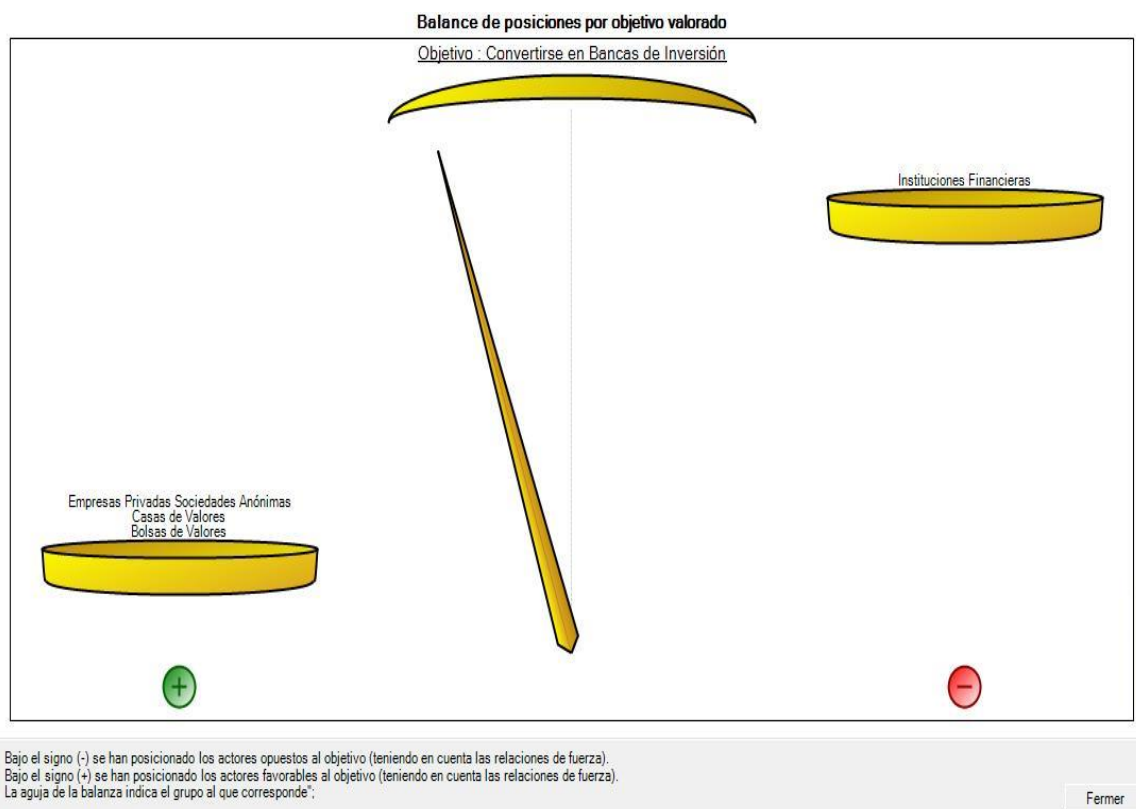 Balance de posiciones por objetivo valorado
Objetivo : Convertirse en Bancas de Inversión
Instituciones Financieras
Empresas Privadas Sociedades Anónimas
Casas de Valores
Bolsas de Valores
+
−
Bajo el signo (-) se han posicionado los actores opuestos al objetivo (teniendo en cuenta las relaciones de fuerza).
Bajo el signo (+) se han posicionado los actores favorables al objetivo (teniendo en cuenta las relaciones de fuerza).
La aguja de la balanza indica el grupo al que corresponde";
Fermer